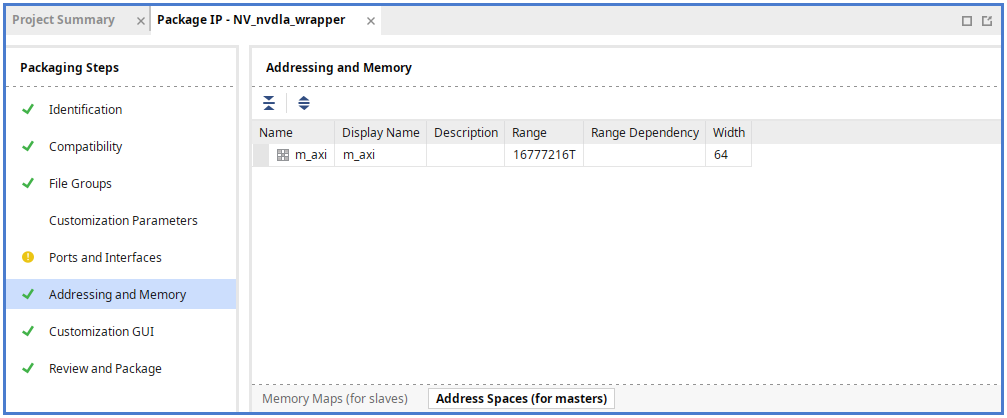 Project Summary × Package IP - NV_nvdla_wrapper ×
Packaging Steps
Identification
Compatibility
File Groups
Customization Parameters
Ports and Interfaces
Addressing and Memory
Customization GUI
Review and Package
Addressing and Memory
Name Display Name Description Range Range Dependency Width
m_axi m_axi 16777216T 64
Memory Maps (for slaves) Address Spaces (for masters)